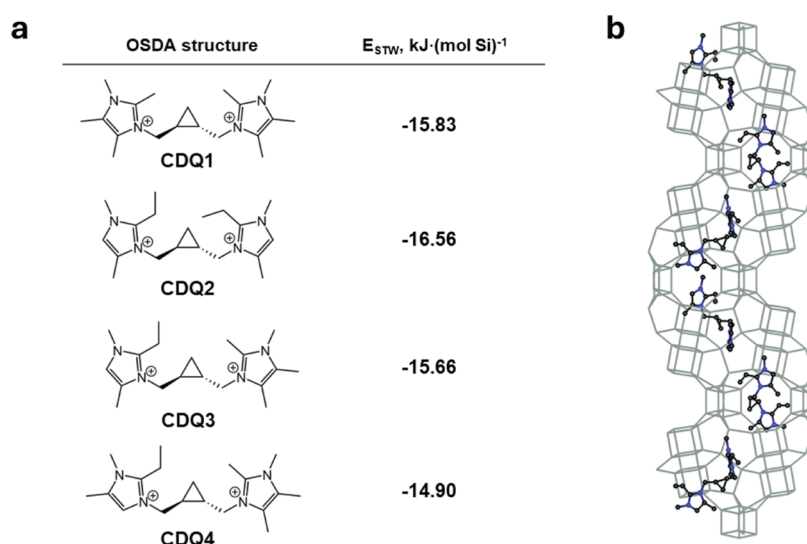 a
OSDA structure E_STW, kJ·(mol Si)⁻¹
N N ⊕ ⊕ N N
CDQ1 -15.83
N N ⊕ ⊕ N N
CDQ2 -16.56
N N ⊕ ⊕ N N
CDQ3 -15.66
N N ⊕ ⊕ N N
CDQ4 -14.90
b